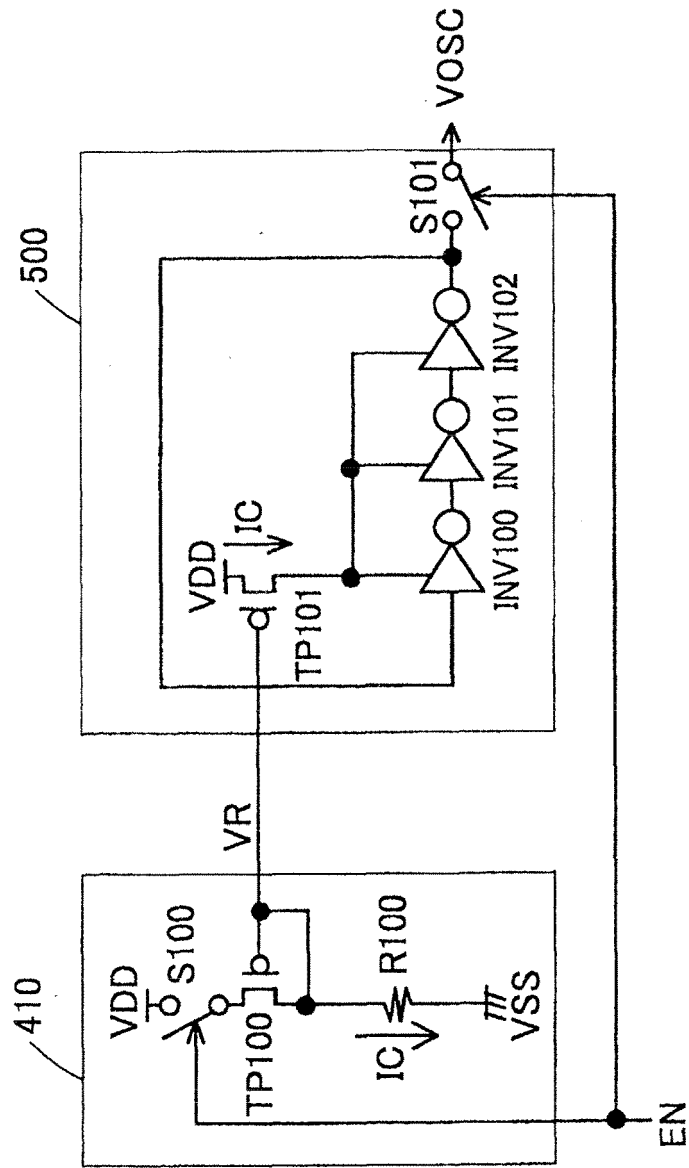 410
VDD
S100
TP100
IC
R100
VSS
EN
VR
500
VDD
IC
TP101
INV100
INV101
INV102
S101
VOSC